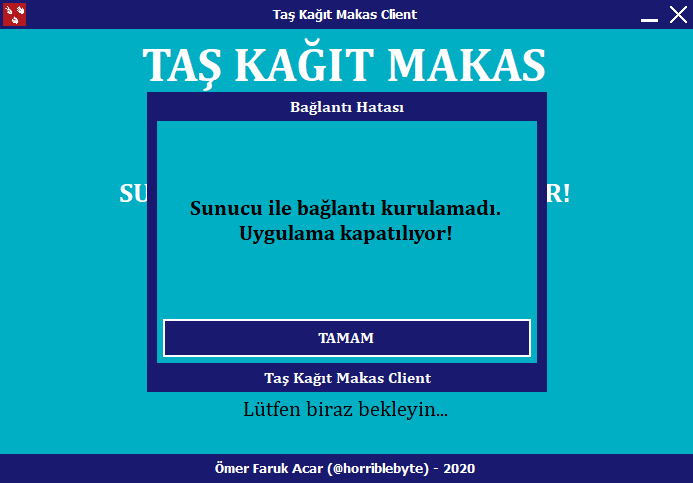 Taş Kağıt Makas Client
TAŞ KAĞIT MAKAS
Bağlantı Hatası
Sunucu ile bağlantı kurulamadı.
Uygulama kapatılıyor!
TAMAM
Taş Kağıt Makas Client
Lütfen biraz bekleyin...
Ömer Faruk Acar (@horriblebyte) - 2020